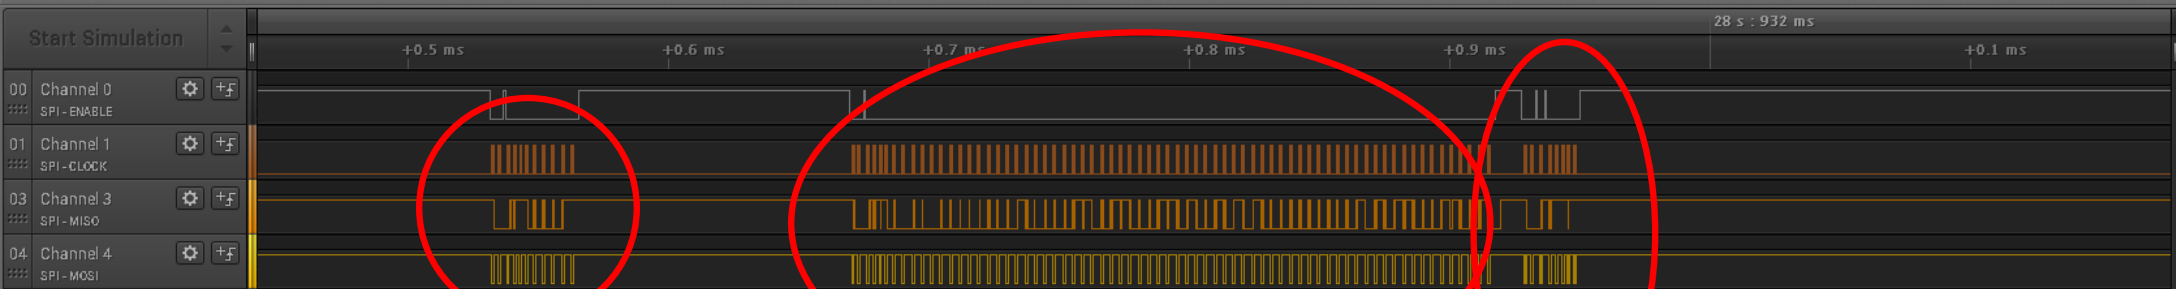 28 s : 932 ms
Start Simulation
+0.5 ms +0.6 ms +0.7 ms +0.8 ms +0.9 ms +0.1 ms
00 Channel 0
SPI - ENABLE
01 Channel 1
SPI - CLOCK
03 Channel 3
SPI - MISO
04 Channel 4
SPI - MOSI